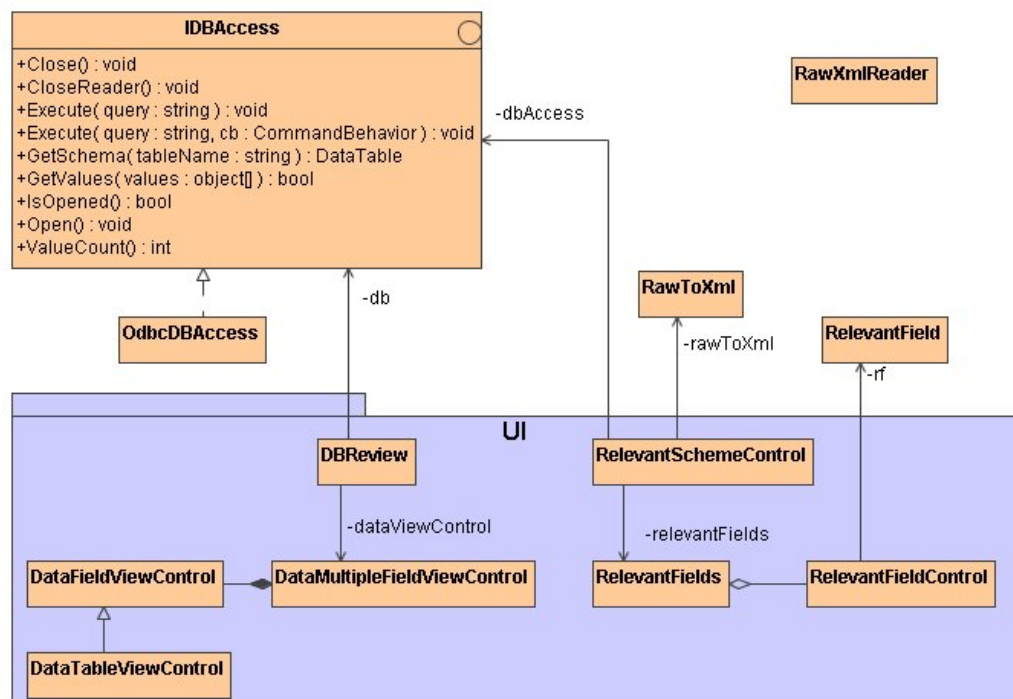 IDBAccess
+Close() : void
+CloseReader() : void
+Execute( query : string ) : void
+Execute( query : string, cb : CommandBehavior ) : void
+GetSchema( tableName : string ) : DataTable
+GetValues( values : object[] ) : bool
+IsOpened() : bool
+Open() : void
+ValueCount() : int
RawXmlReader
-dbAccess
-db
OdbcDBAccess
RawToXml
-rawToXml
RelevantField
-rf
UI
DBReview
RelevantSchemeControl
-dataViewControl
-relevantFields
DataFieldViewControl
DataMultipleFieldViewControl
RelevantFields
RelevantFieldControl
DataTableViewControl